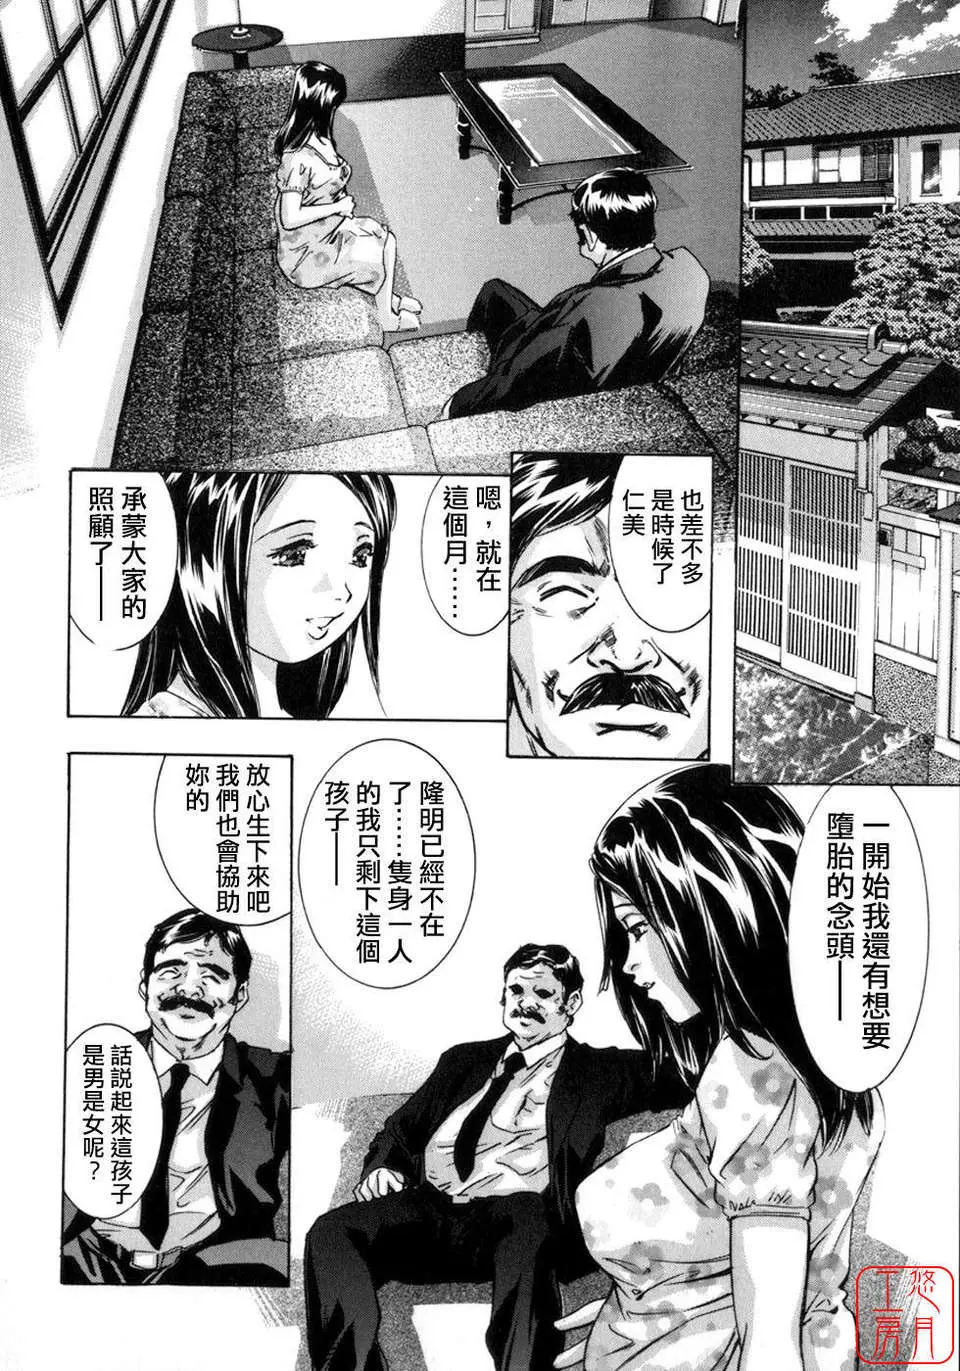 也差不多
是時候了
仁美
嗯，就在
這個月……
承蒙大家的
照顧了——
一開始我還有想要
墮胎的念頭——
隆明已經不在
了……隻身一人
的我只剩下這個
孩子——
放心生下來吧
我們也會協助
妳的
話說起來這孩子
是男是女呢？
悠月
工房